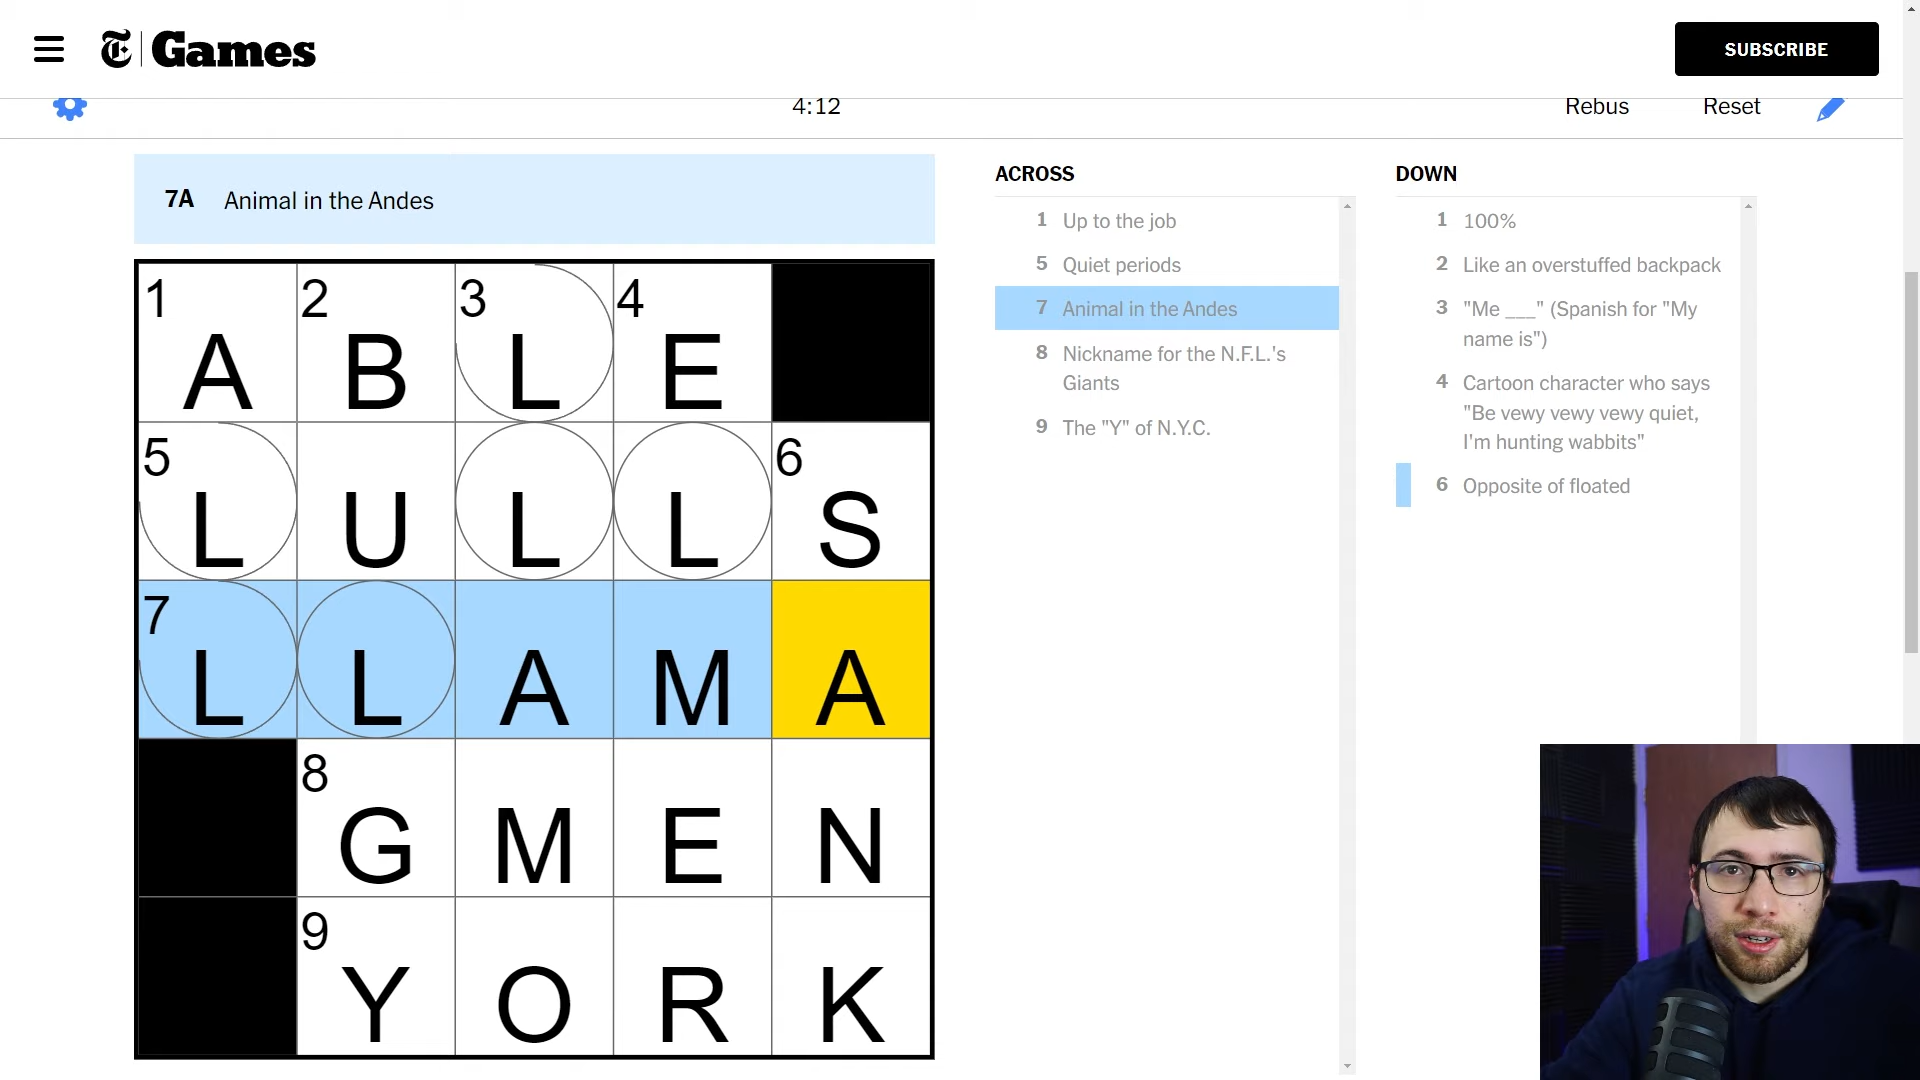 T Games
SUBSCRIBE
4:12
Rebus
Reset
7A Animal in the Andes
1 2 3 4
A B L E
5 6
L U L L S
7
L L A M A
8
G M E N
9
Y O R K
ACROSS
1 Up to the job
5 Quiet periods
7 Animal in the Andes
8 Nickname for the N.F.L.'s
Giants
9 The "Y" of N.Y.C.
DOWN
1 100%
2 Like an overstuffed backpack
3 "Me ___" (Spanish for "My
name is")
4 Cartoon character who says
"Be vewy vewy vewy quiet,
I'm hunting wabbits"
6 Opposite of floated